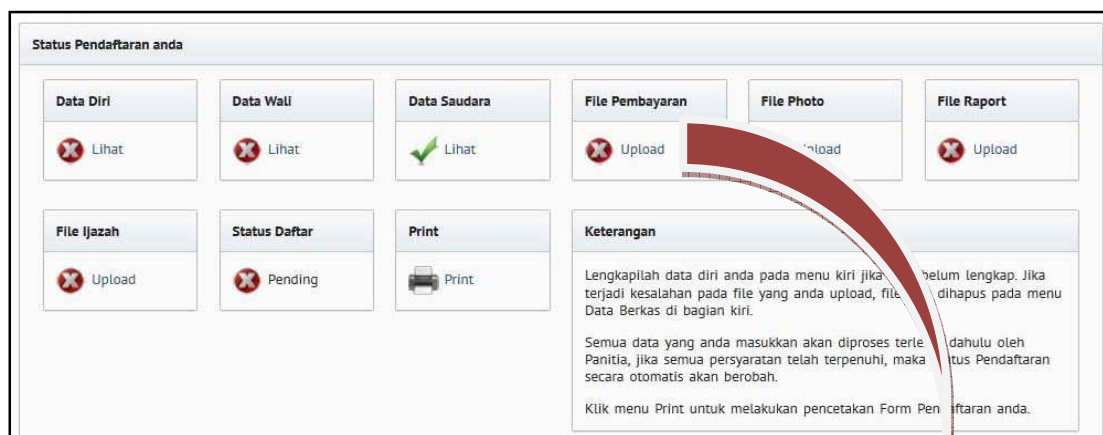 Status Pendaftaran anda
Data Diri
Data Wali
Data Saudara
File Pembayaran
File Photo
File Raport
Lihat
Lihat
Lihat
Upload
Upload
File Ijazah
Status Daftar
Print
Keterangan
Upload
Pending
Print
Lengkapilah data diri anda pada menu kiri jika belum lengkap. Jika
terjadi kesalahan pada file yang anda upload, file dihapus pada menu
Data Berkas di bagian kiri.
Semua data yang anda masukkan akan diproses dahulu oleh
Panitia, jika semua persyaratan telah terpenuhi, maka Pendaftaran
secara otomatis akan berobah.
Klik menu Print untuk melakukan pencetakan Form anda.